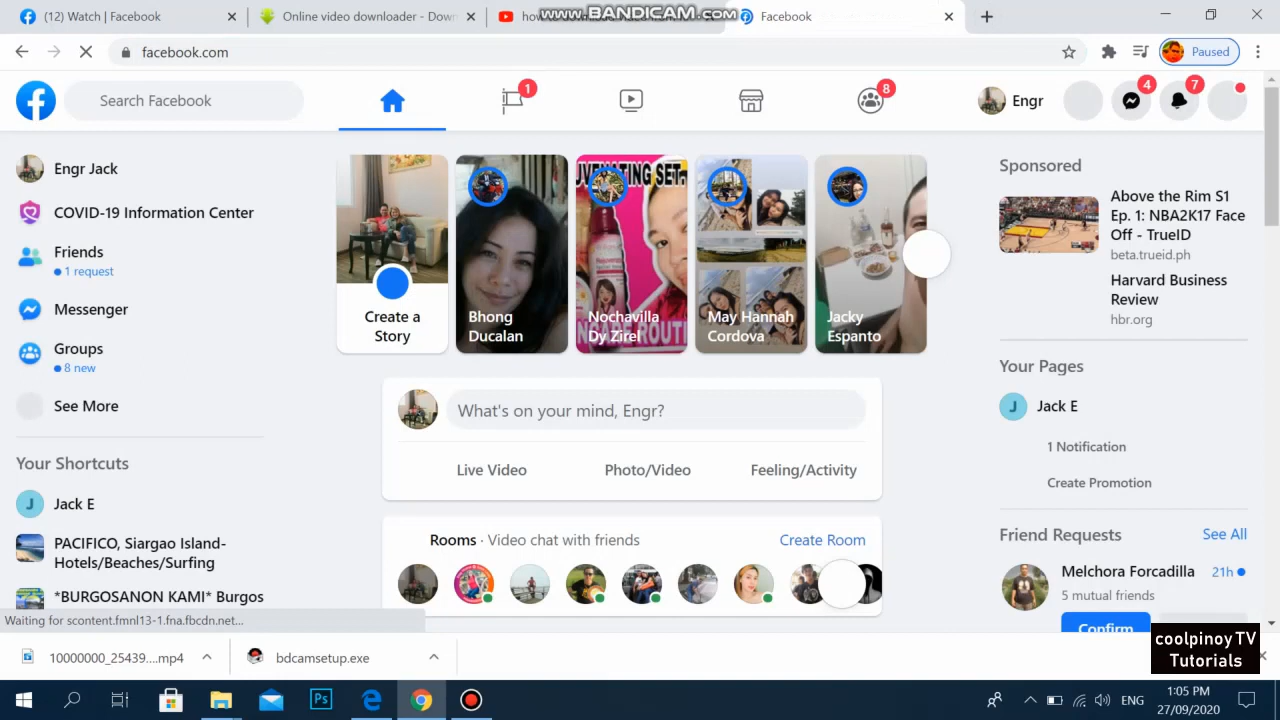 (12) Watch | Facebook
Online video downloader - Down
how
www.BANDICAM.com
Facebook
facebook.com
Paused
Search Facebook
1
8
Engr
4
7
Engr Jack
COVID-19 Information Center
Friends
1 request
Messenger
Groups
8 new
See More
Your Shortcuts
J
Jack E
PACIFICO, Siargao Island-
Hotels/Beaches/Surfing
*BURGOSANON KAMI* Burgos
Waiting for scontent.fmnl13-1.fna.fbcdn.net...
Create a
Story
Bhong
Ducalan
UVENATING SET.
Nochavilla
Dy Zirel
May Hannah
Cordova
Jacky
Espanto
What's on your mind, Engr?
Live Video
Photo/Video
Feeling/Activity
Rooms · Video chat with friends
Create Room
Sponsored
Above the Rim S1
Ep. 1: NBA2K17 Face
Off - TrueID
beta.trueid.ph
Harvard Business
Review
hbr.org
Your Pages
J
Jack E
1 Notification
Create Promotion
Friend Requests
See All
Melchora Forcadilla
21h
5 mutual friends
Confirm
coolpinoy TV
Tutorials
10000000_25439....mp4
bdcamsetup.exe
Ps
ENG
1:05 PM
27/09/2020